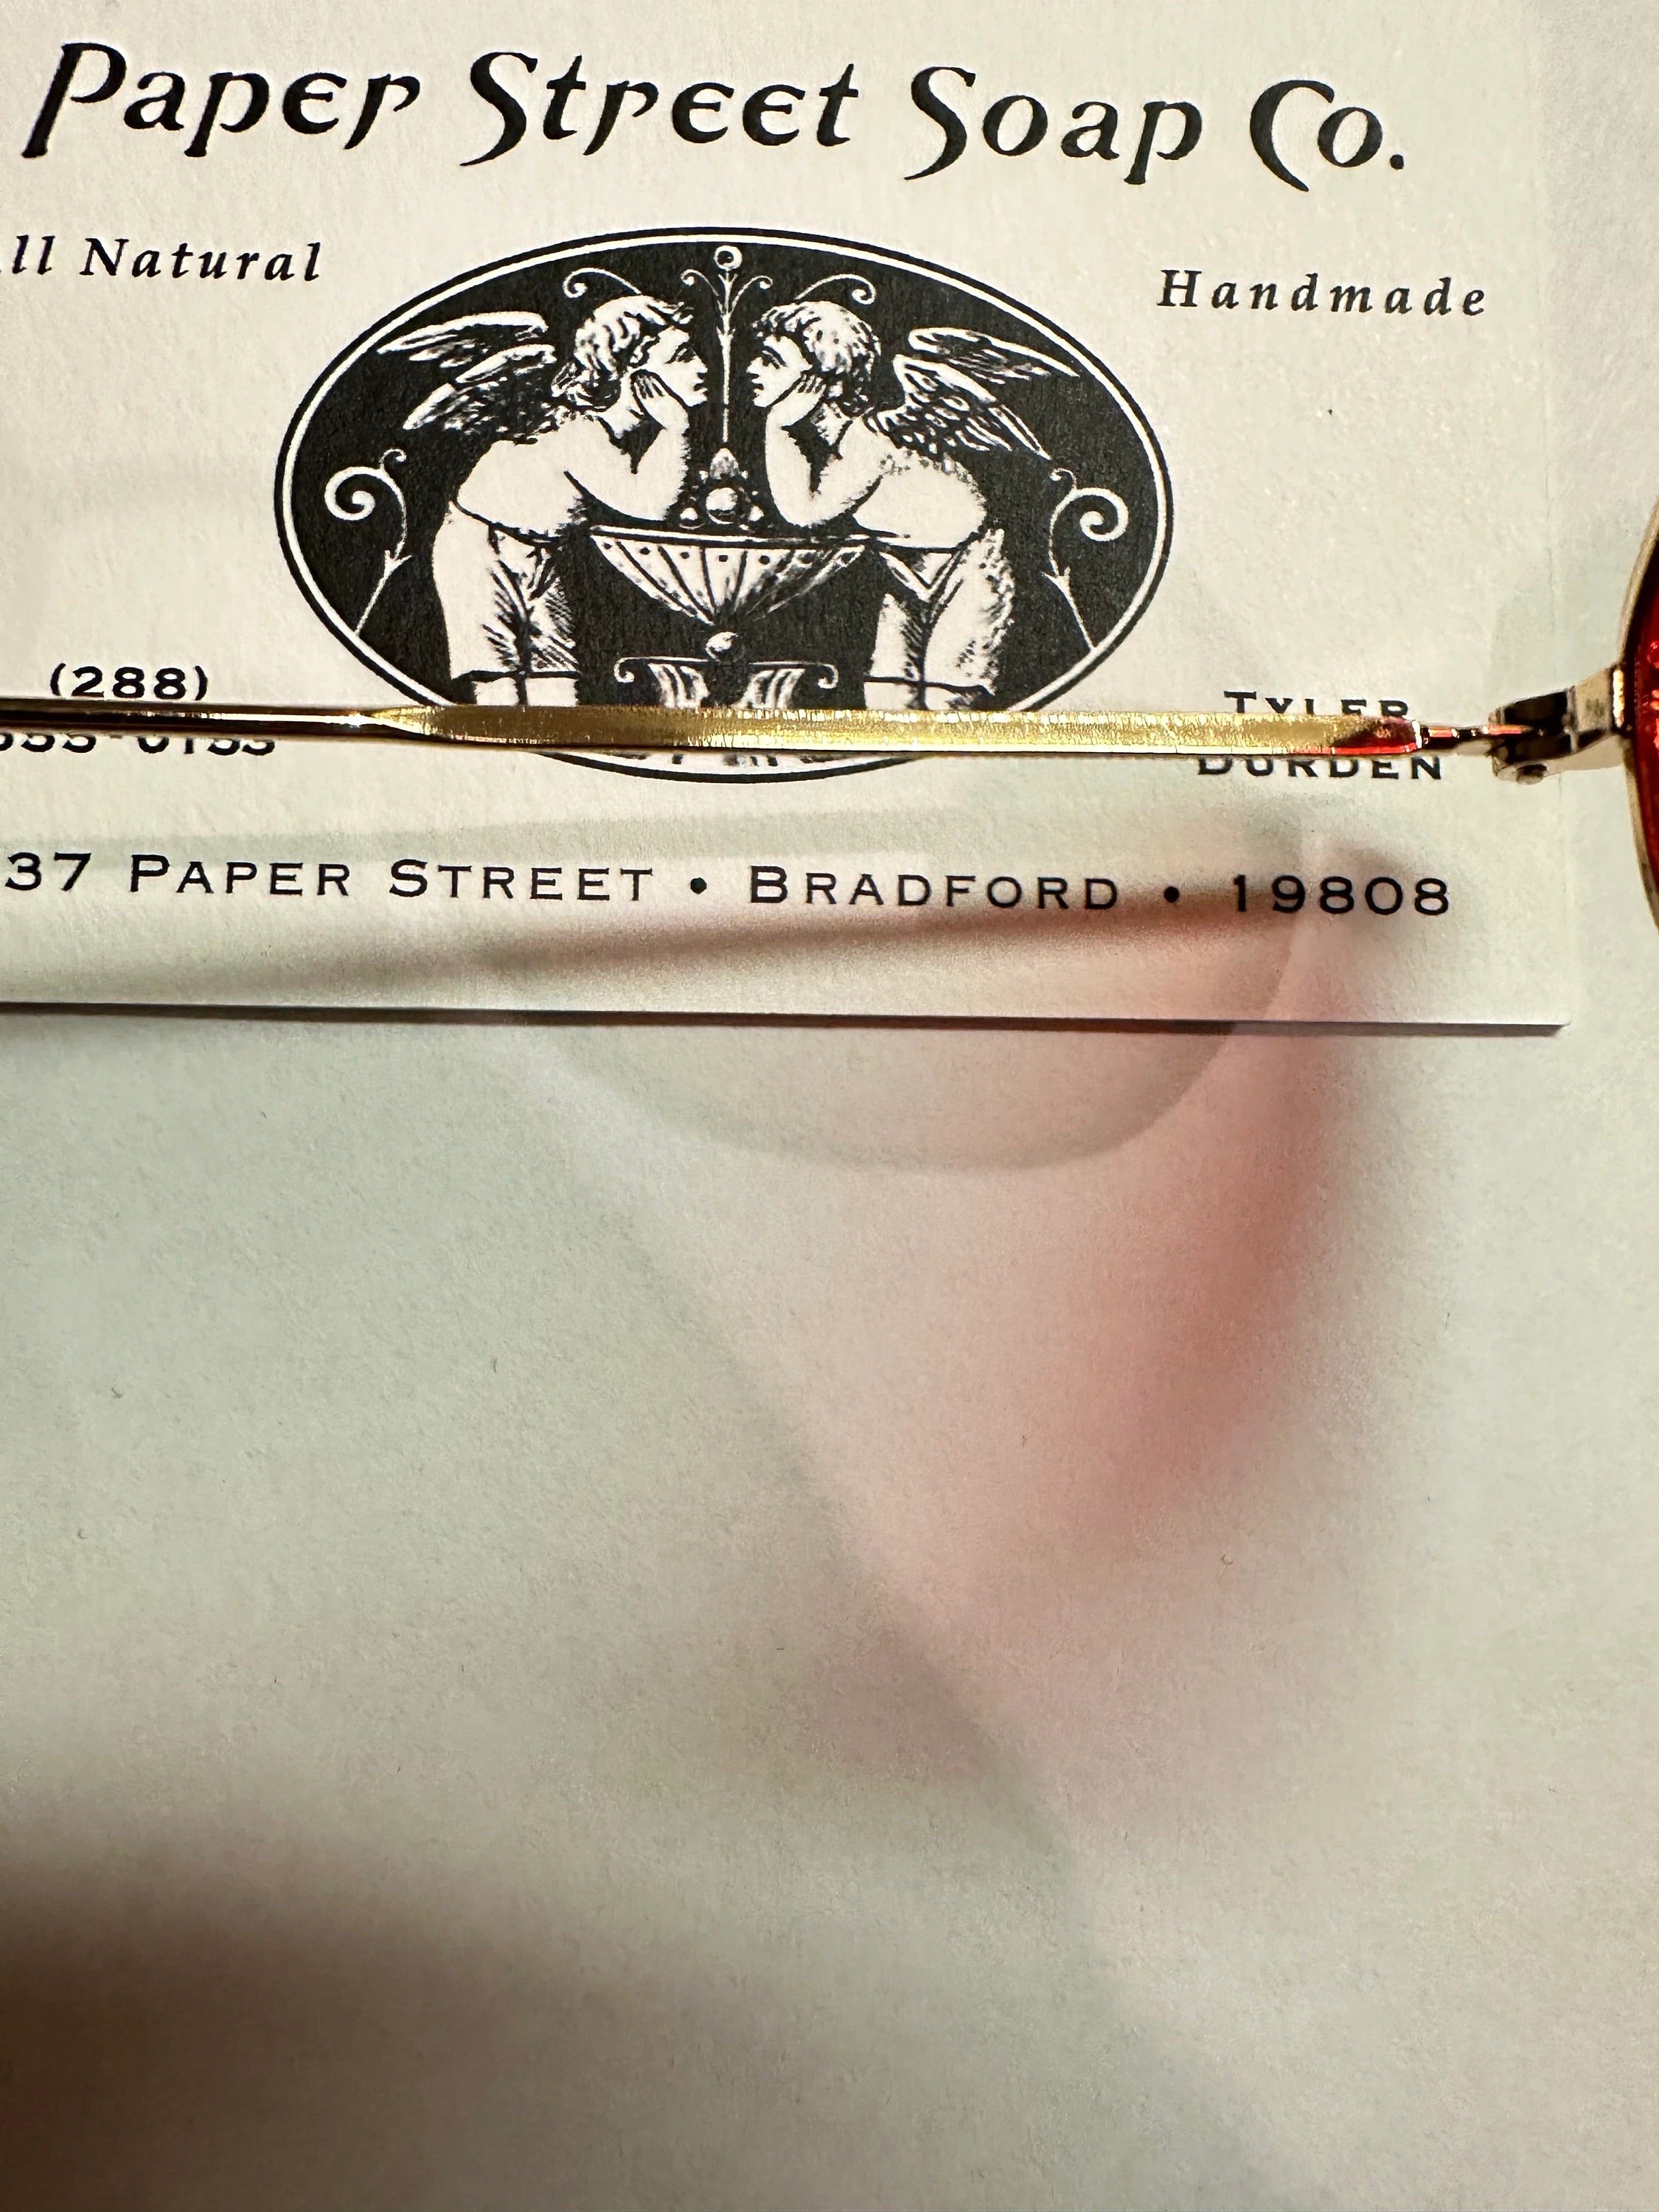 Paper Street Soap Co.
ll Natural
Handmade
(288)
TYLER
DURDEN
37 PAPER STREET • BRADFORD • 19808